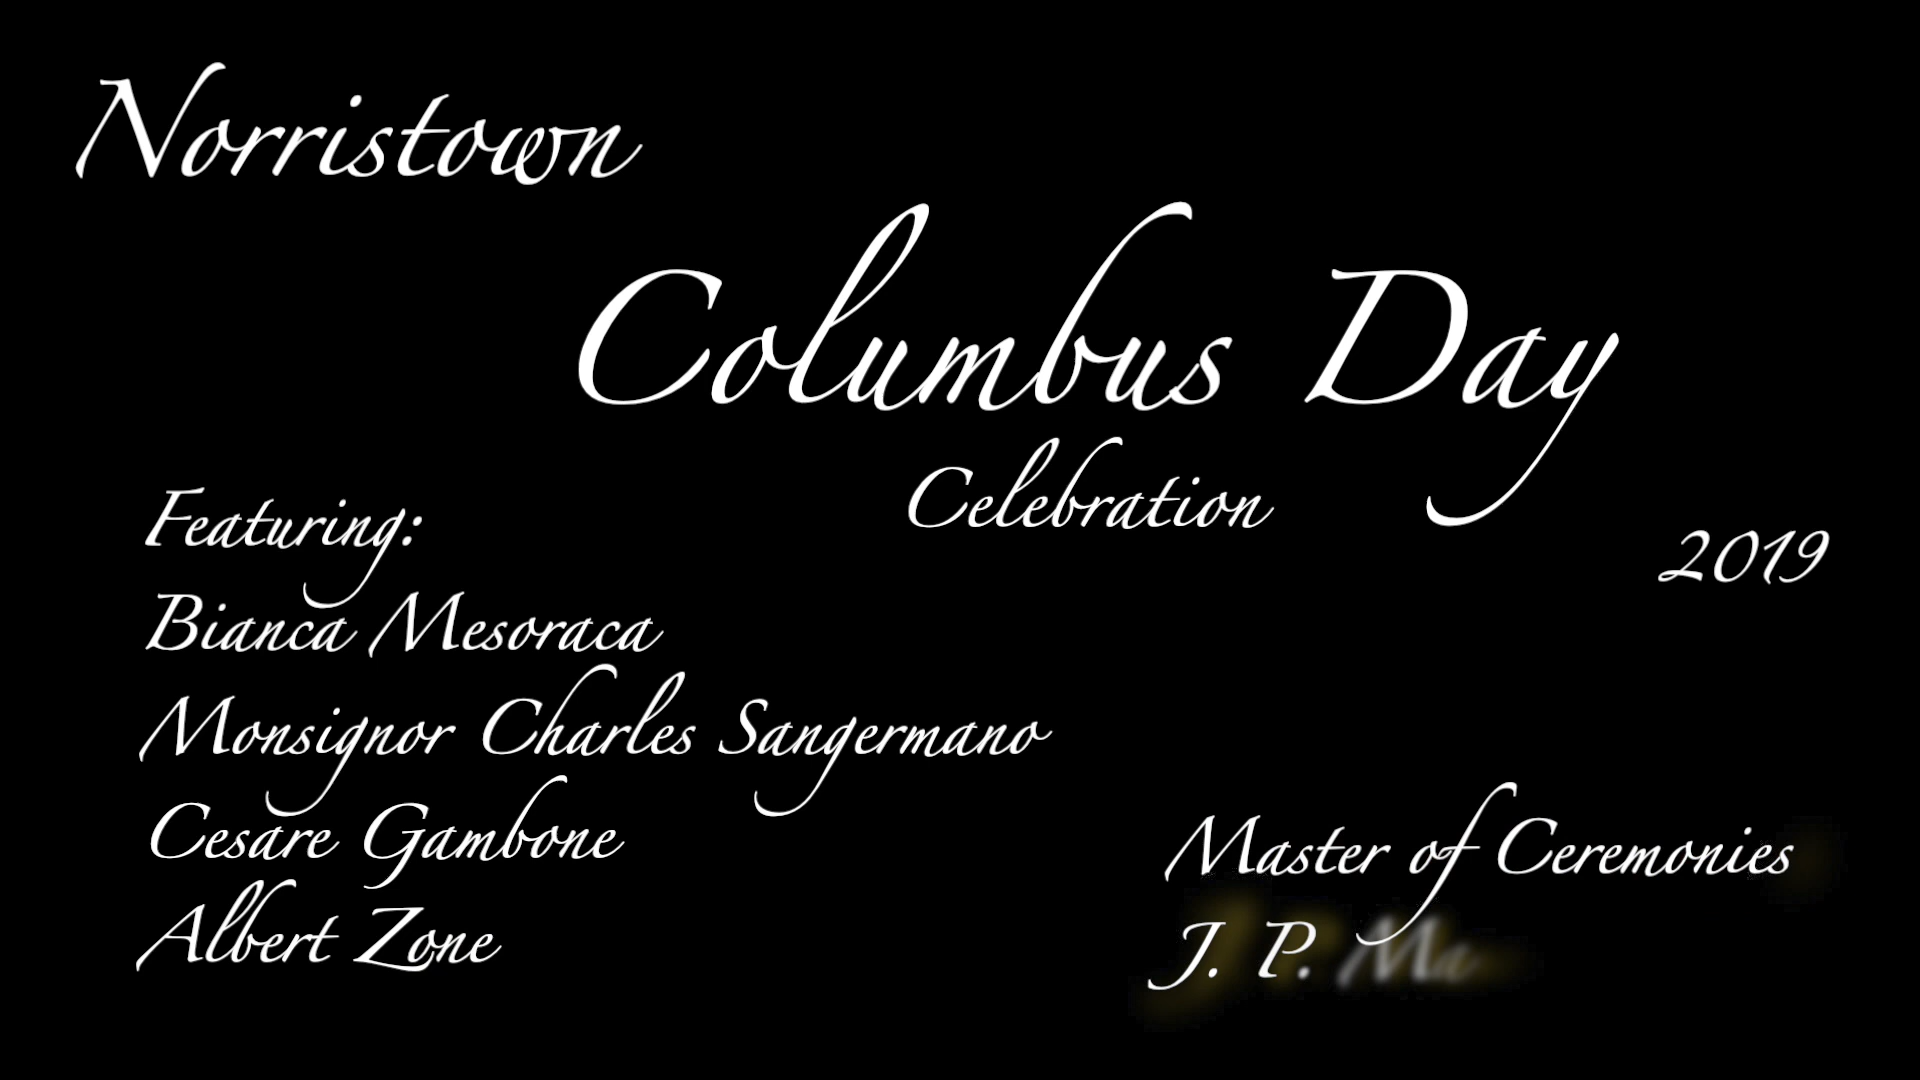 Norristown
Columbus Day
Celebration
2019
Featuring:
Bianca Mesoraca
Monsignor Charles Sangermano
Cesare Gambone
Albert Zone
Master of Ceremonies
J. P.